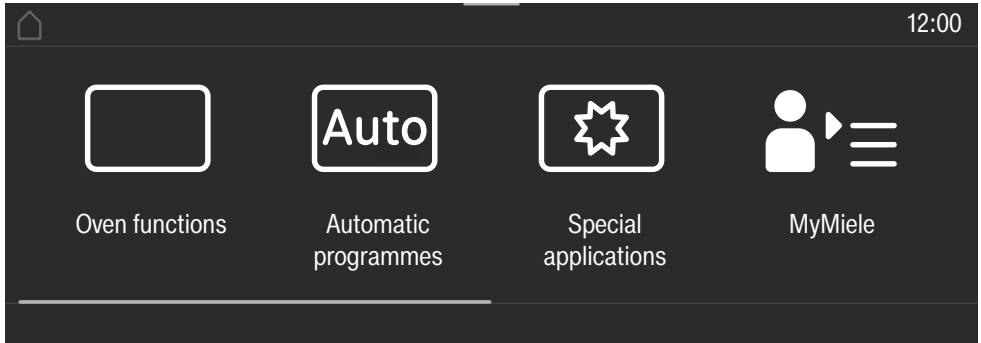 12:00
Auto
Oven functions
Automatic
programmes
Special
applications
MyMiele